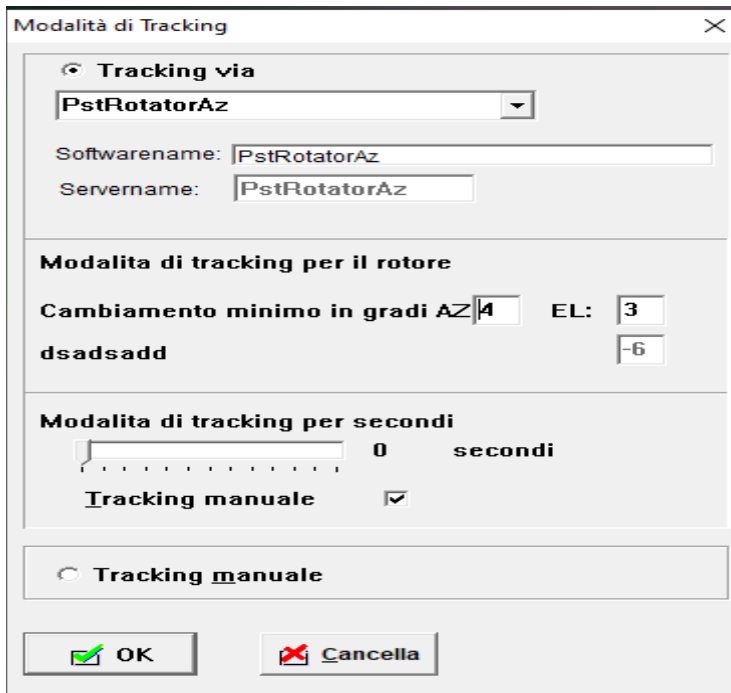 Modalità di Tracking
Tracking via
PstRotatorAz
Softwarename: PstRotatorAz
Servername: PstRotatorAz
Modalita di tracking per il rotore
Cambiamento minimo in gradi AZ 4 EL: 3
dsadsadd -6
Modalita di tracking per secondi
0 secondi
Tracking manuale
Tracking manuale
OK Cancella